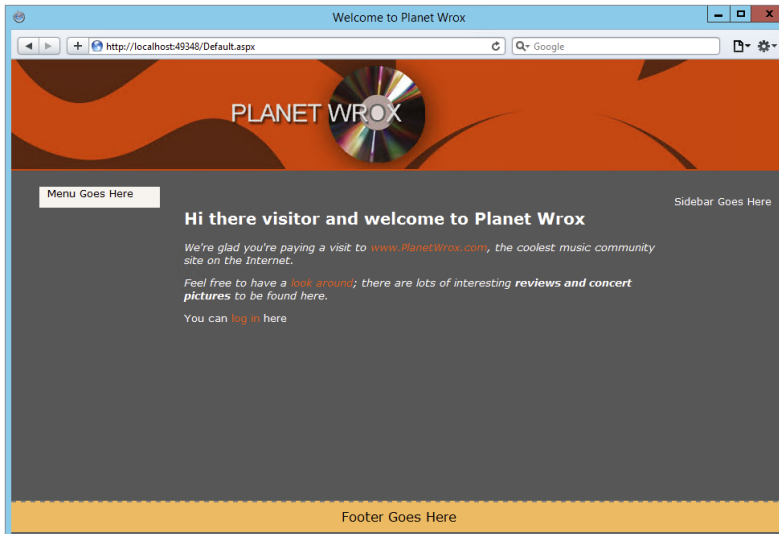 Welcome to Planet Wrox
http://localhost:49348/Default.aspx
Google
PLANET WROX
Menu Goes Here
Sidebar Goes Here
Hi there visitor and welcome to Planet Wrox
We're glad you're paying a visit to www.PlanetWrox.com, the coolest music community
site on the Internet.
Feel free to have a look around; there are lots of interesting reviews and concert
pictures to be found here.
You can log in here
Footer Goes Here